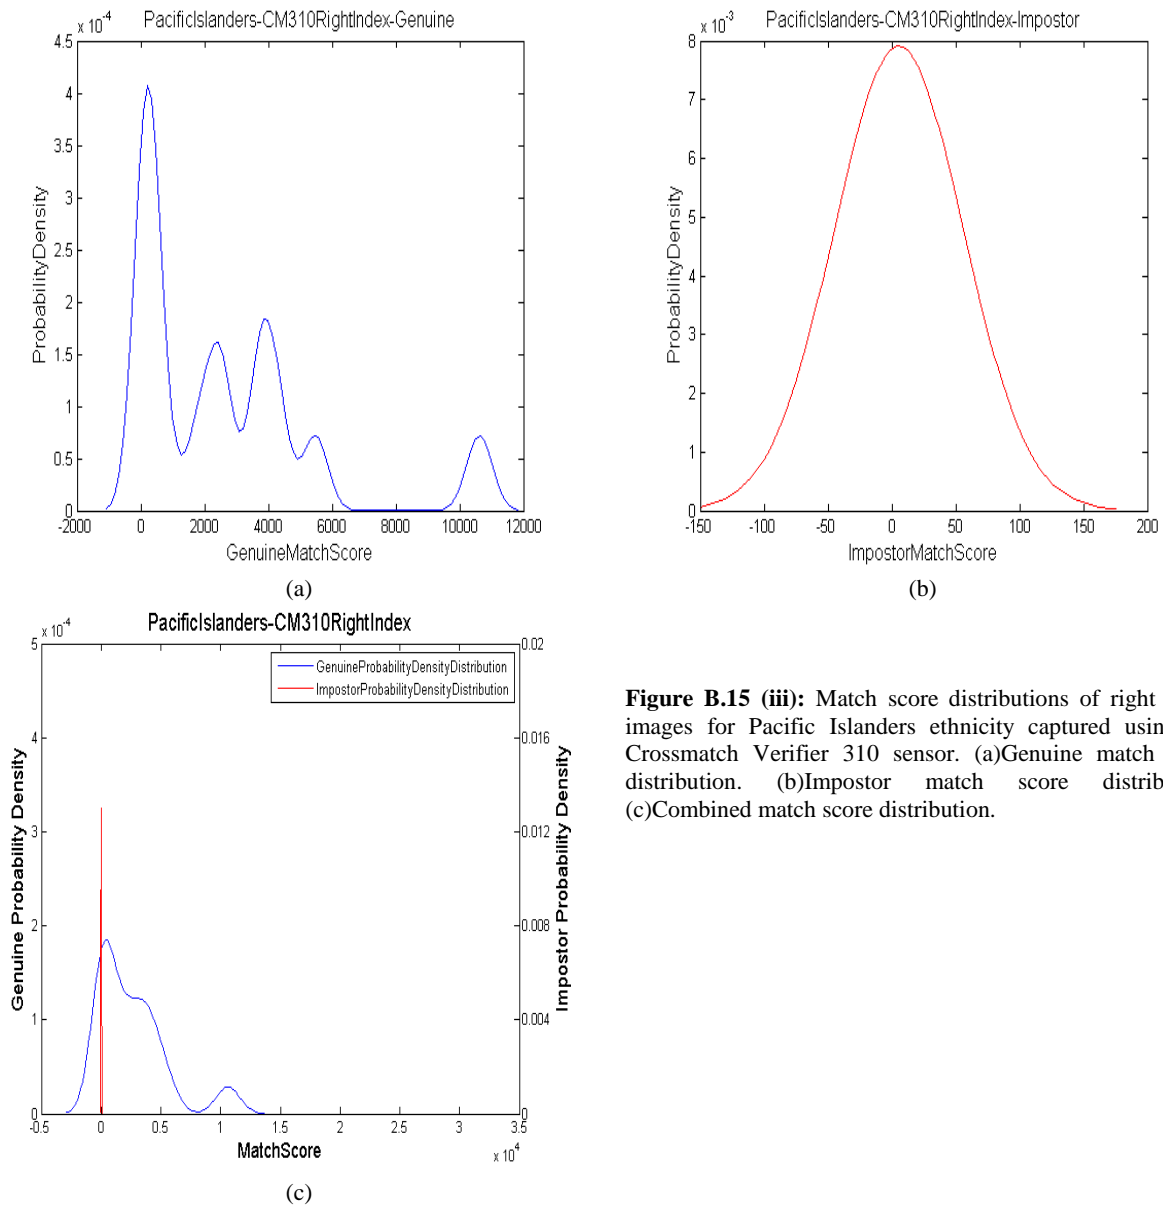 PacificIslanders-CM310RightIndex-Genuine
x 10-4
4.5
4
3.5
3
2.5
2
1.5
1
0.5
0
ProbabilityDensity
-2000 0 2000 4000 6000 8000 10000 12000
GenuineMatchScore
(a)
PacificIslanders-CM310RightIndex-Impostor
x 10-3
8
7
6
5
4
3
2
1
0
ProbabilityDensity
-150 -100 -50 0 50 100 150 200
ImpostorMatchScore
(b)
PacificIslanders-CM310RightIndex
x 10-4
5
4
3
2
1
0
Genuine Probability Density
GenuineProbabilityDensityDistribution
ImpostorProbabilityDensityDistribution
0.02
0.016
0.012
0.008
0.004
0
Impostor Probability Density
-0.5 0 0.5 1 1.5 2 2.5 3 3.5
MatchScore
x 104
(c)
Figure B.15 (iii): Match score distributions of right
images for Pacific Islanders ethnicity captured usin
Crossmatch Verifier 310 sensor. (a)Genuine match
distribution. (b)Impostor match score distrib
(c)Combined match score distribution.